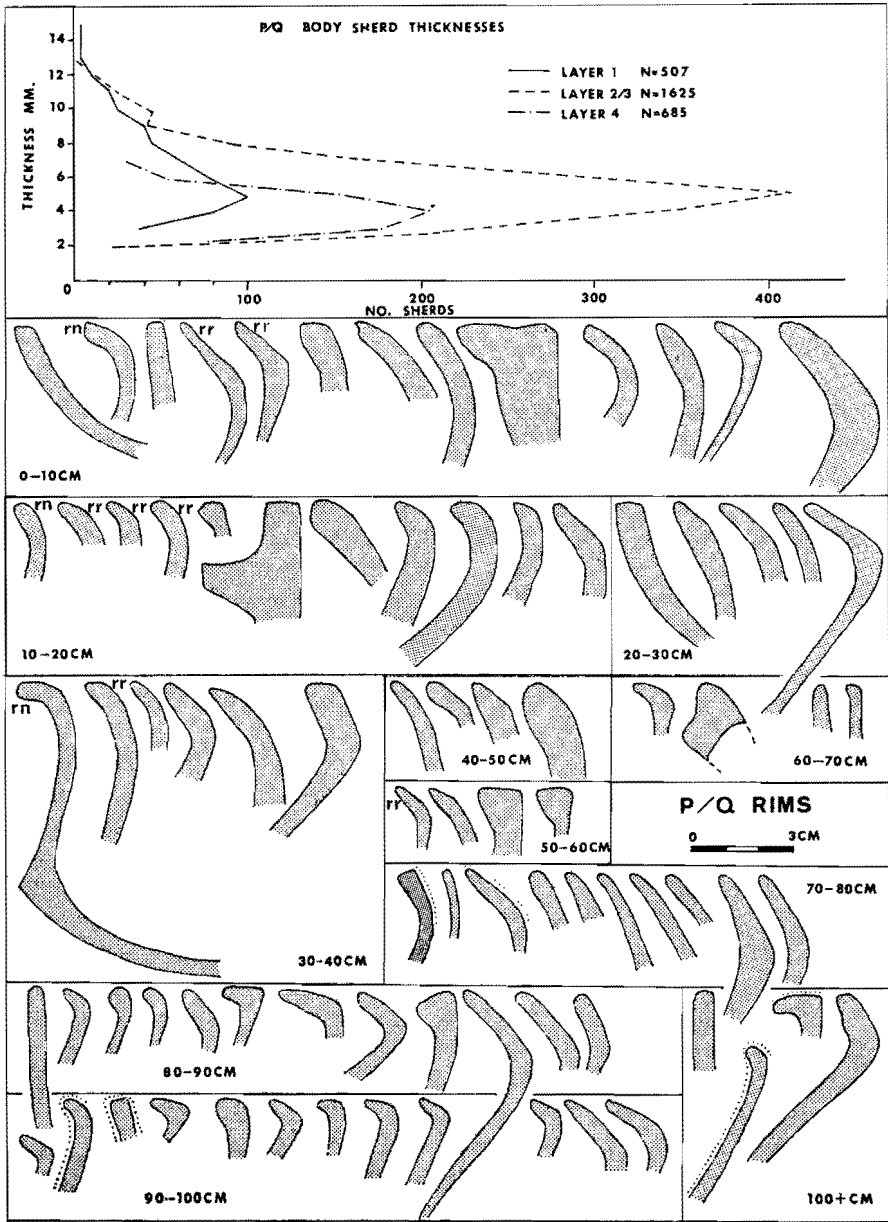 P/Q BODY SHERD THICKNESSES
LAYER 1 N=507
LAYER 2/3 N=1625
LAYER 4 N=685
THICKNESS MM.
14
12
10
8
6
4
2
0
100
200
300
400
NO. SHERDS
rn
rr
rr
0-10CM
rn
rr
rr
rr
10-20CM
20-30CM
rn
rr
30-40CM
40-50CM
60-70CM
rr
50-60CM
P/Q RIMS
0
3CM
70-80CM
80-90CM
90-100CM
100+CM